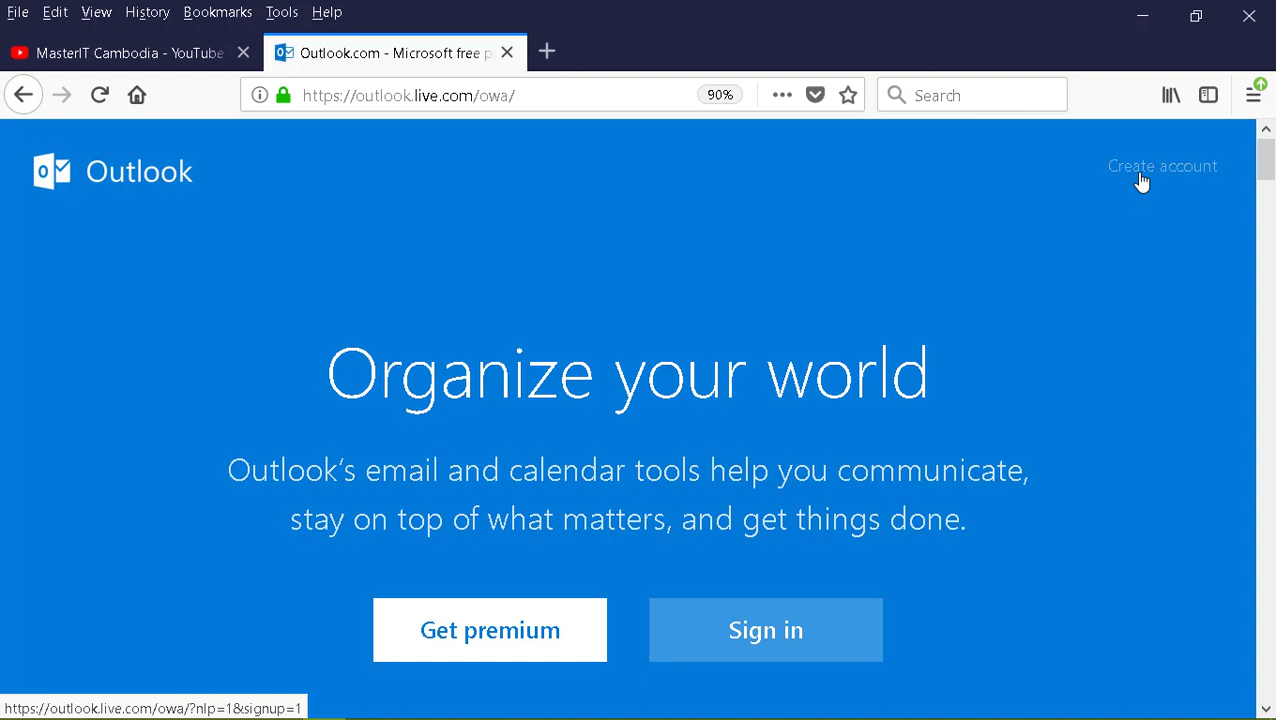 File Edit View History Bookmarks Tools Help
MasterIT Cambodia - YouTube
Outlook.com - Microsoft free p
https://outlook.live.com/owa/
90%
Search
Outlook
Create account
Organize your world
Outlook's email and calendar tools help you communicate,
stay on top of what matters, and get things done.
Get premium
Sign in
https://outlook.live.com/owa/?nlp=1&signup=1